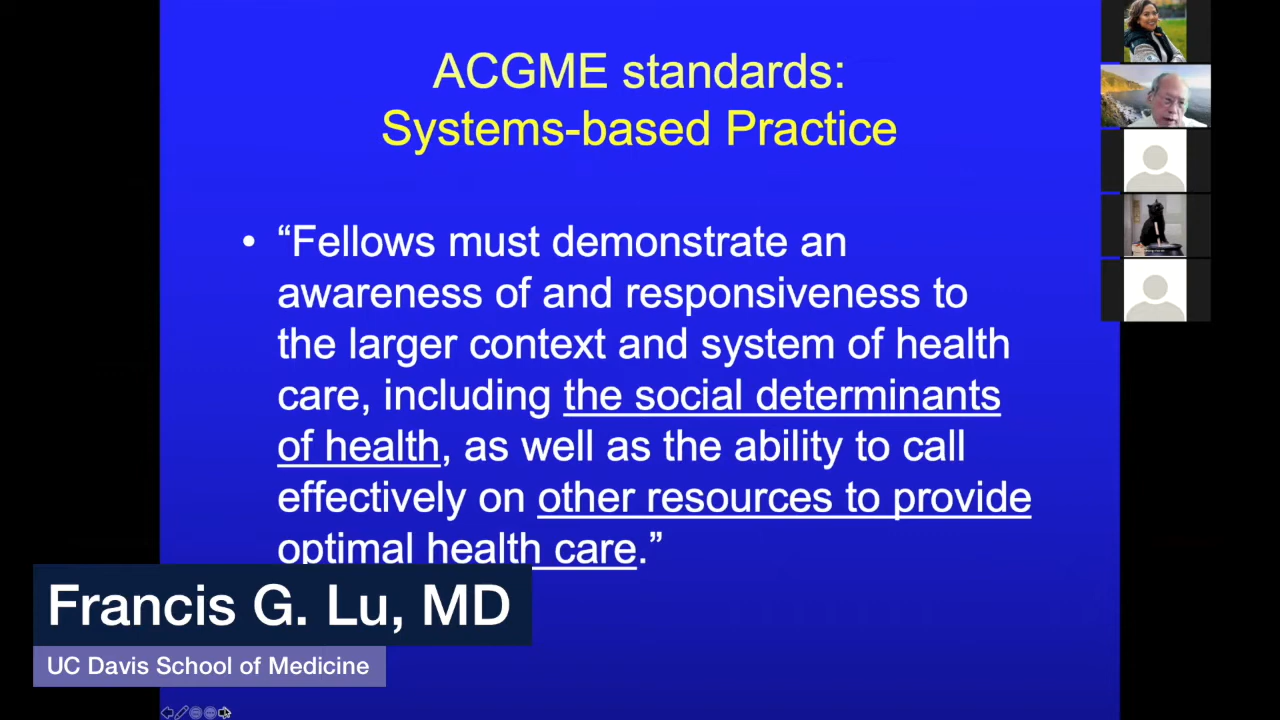 ACGME standards:
Systems-based Practice
• “Fellows must demonstrate an
awareness of and responsiveness to
the larger context and system of health
care, including the social determinants
of health, as well as the ability to call
effectively on other resources to provide
optimal health care.”
Francis G. Lu, MD
UC Davis School of Medicine